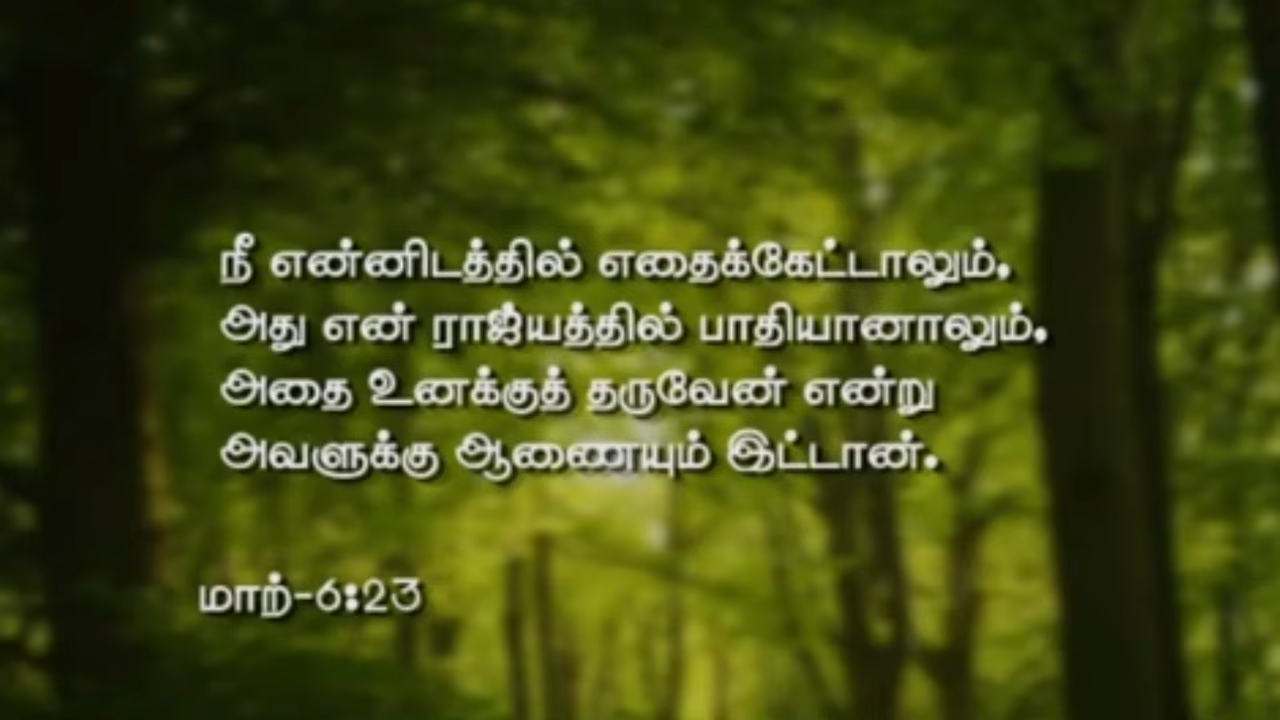 நீ என்னிடத்தில் எதைக்கேட்டாலும்,
அது என் ராஜ்யத்தில் பாதியானாலும்,
அதை உனக்குத் தருவேன் என்று
அவளுக்கு ஆணையும் இட்டான்.
மாற்-6:23